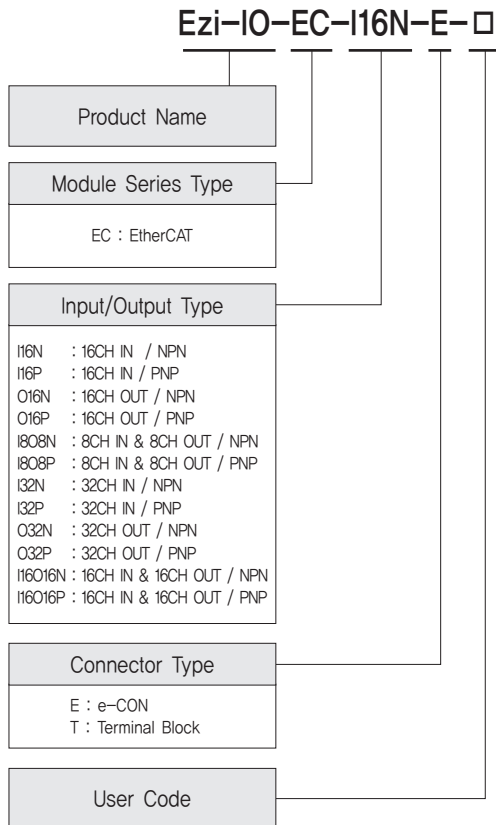 Ezi-IO-EC-I16N-E-□
Product Name
Module Series Type
EC : EtherCAT
Input/Output Type
I16N : 16CH IN / NPN
I16P : 16CH IN / PNP
O16N : 16CH OUT / NPN
O16P : 16CH OUT / PNP
I8O8N : 8CH IN & 8CH OUT / NPN
I8O8P : 8CH IN & 8CH OUT / PNP
I32N : 32CH IN / NPN
I32P : 32CH IN / PNP
O32N : 32CH OUT / NPN
O32P : 32CH OUT / PNP
I16O16N : 16CH IN & 16CH OUT / NPN
I16O16P : 16CH IN & 16CH OUT / PNP
Connector Type
E : e-CON
T : Terminal Block
User Code